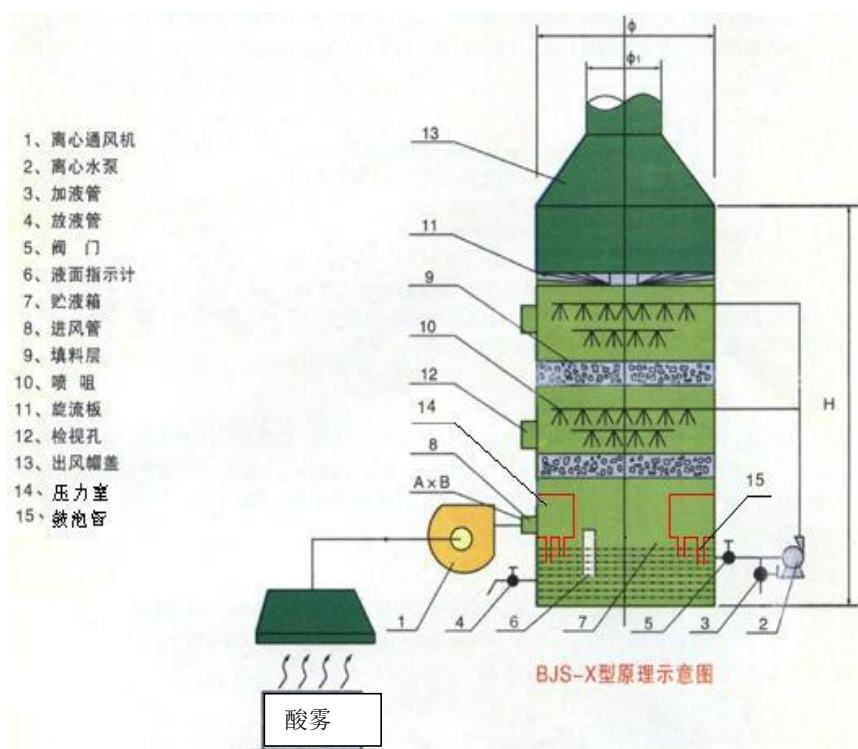 1、离心通风机
2、离心水泵
3、加液管
4、放液管
5、阀 门
6、液面指示计
7、贮液箱
8、进风管
9、填料层
10、喷 咀
11、旋流板
12、检视孔
13、出风帽盖
14、压力室
15、鼓泡管
ϕ
ϕ1
13
11
9
10
12
14
8
A×B
15
H
1
4
6
7
5
3
2
BJS-X型原理示意图
酸雾